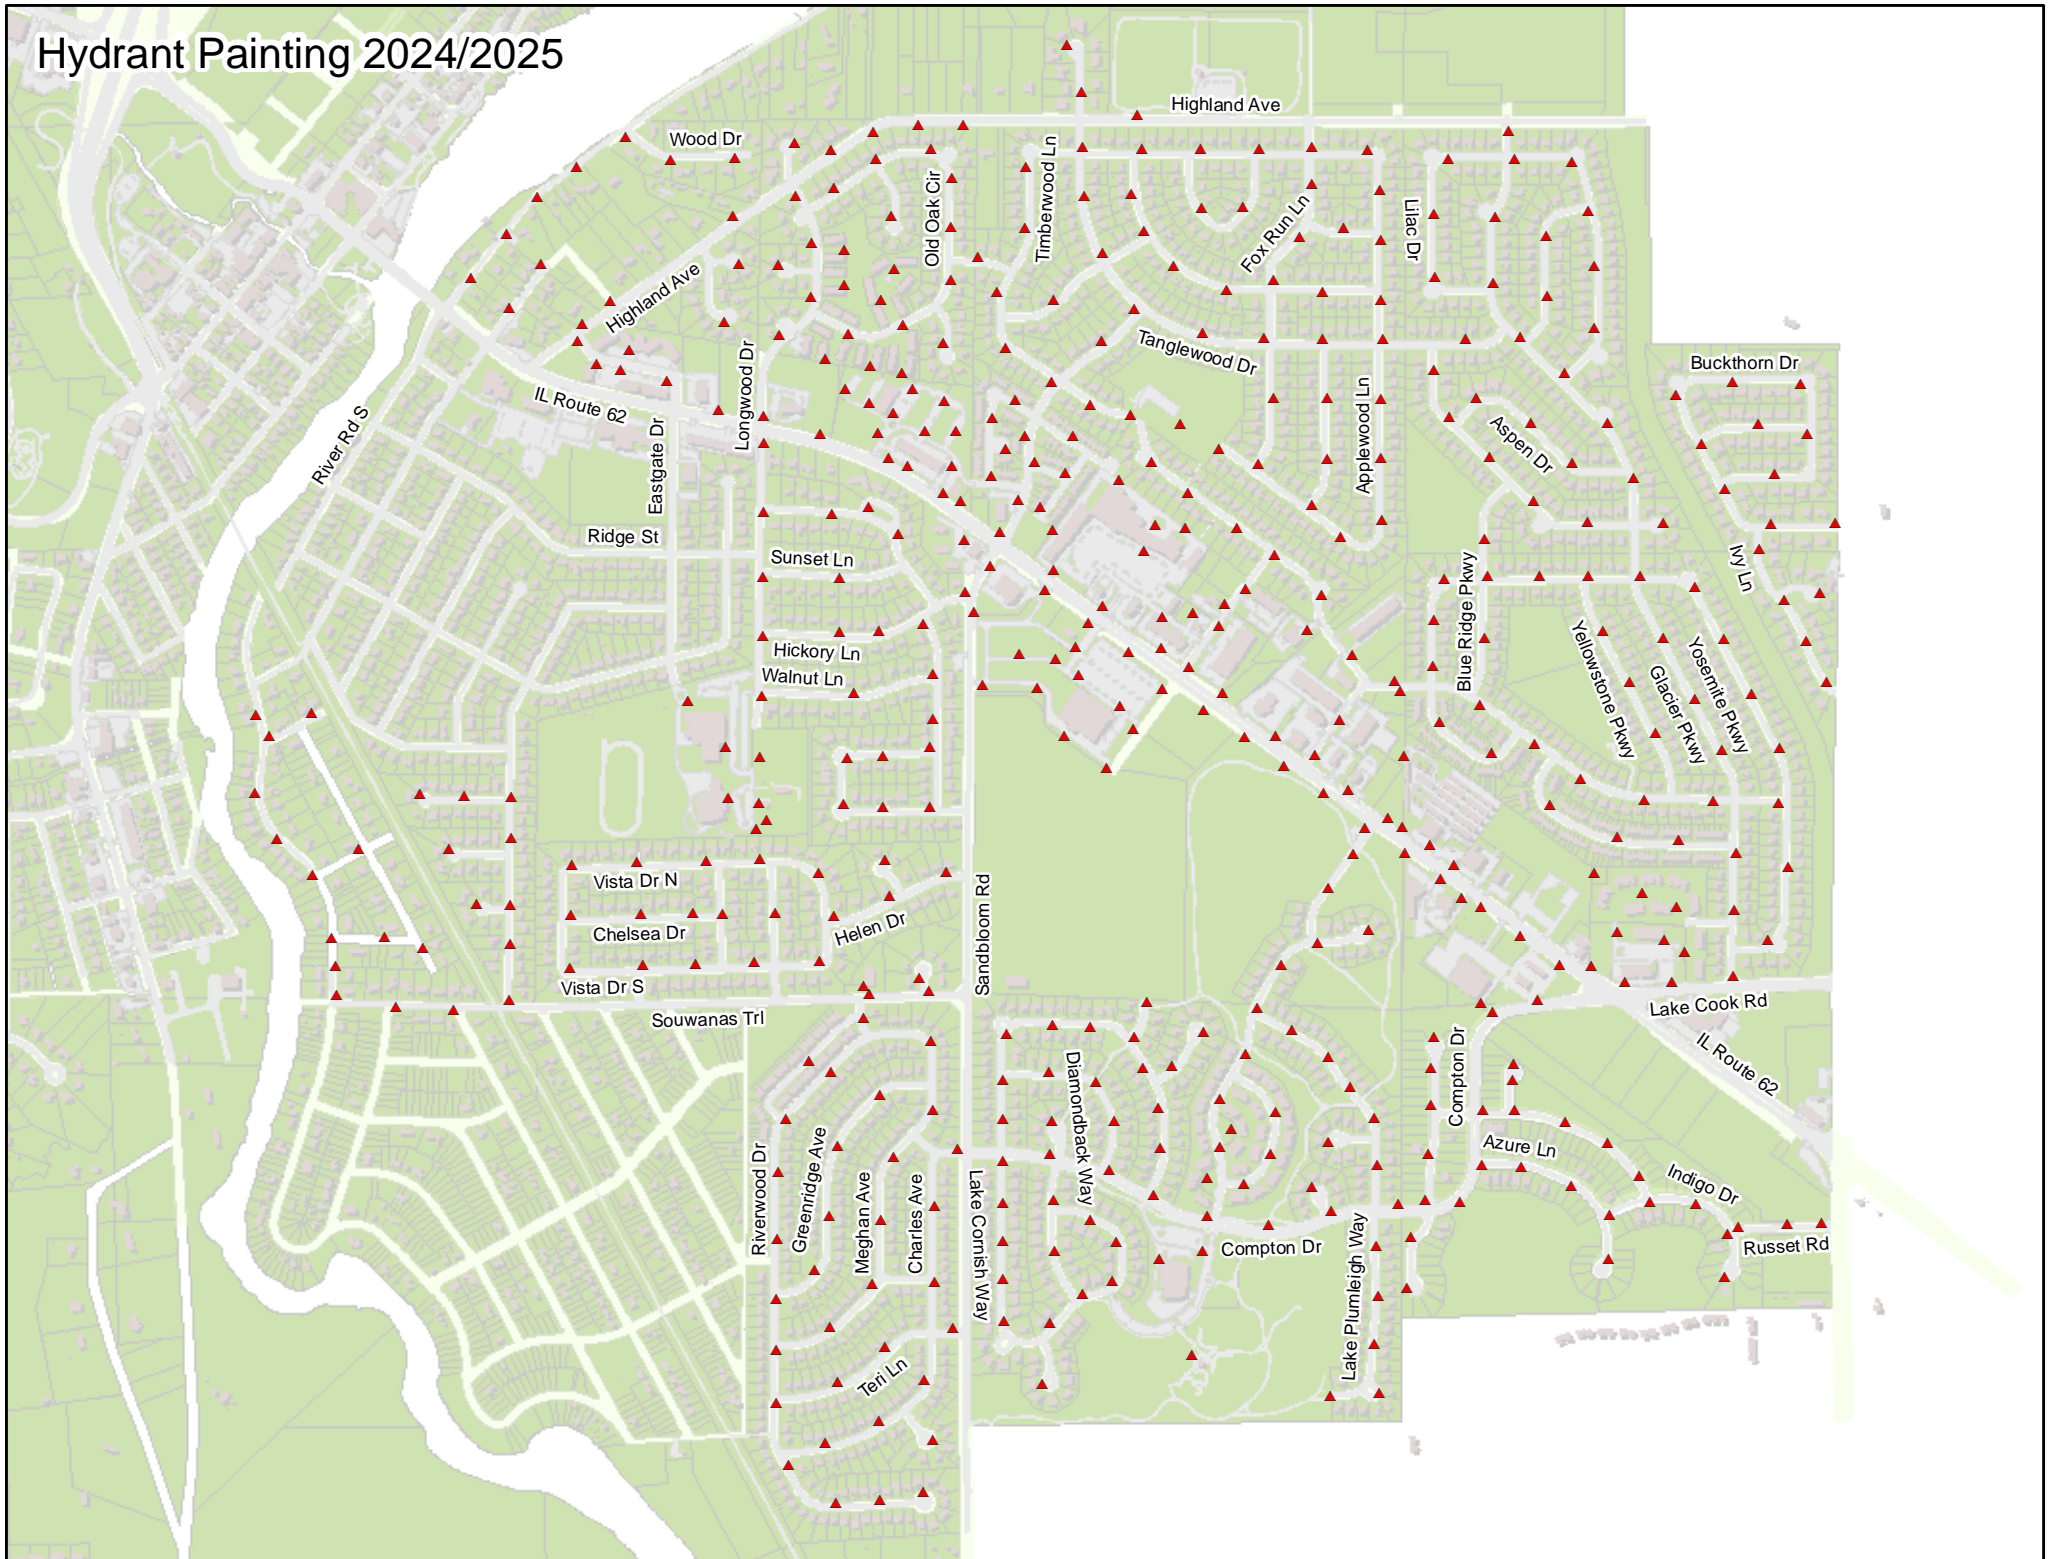 Hydrant Painting 2024/2025
Highland Ave
Wood Dr
Timberwood Ln
Old Oak Cir
Fox Run Ln
Lilac Dr
Highland Ave
Tanglewood Dr
Buckthorn Dr
Longwood Dr
IL Route 62
Applewood Ln
River Rd S
Eastgate Dr
Aspen Dr
Ridge St
Sunset Ln
Ivy Ln
Blue Ridge Pkwy
Hickory Ln
Walnut Ln
Yellowstone Pkwy
Glacier Pkwy
Yosemite Pkwy
Vista Dr N
Chelsea Dr
Helen Dr
Sandbloom Rd
Vista Dr S
Souwanas Trl
Lake Cook Rd
IL Route 62
Compton Dr
Diamondback Way
Azure Ln
Indigo Dr
Riverwood Dr
Greenridge Ave
Meghan Ave
Charles Ave
Lake Cornish Way
Compton Dr
Russet Rd
Lake Plumleigh Way
Teri Ln